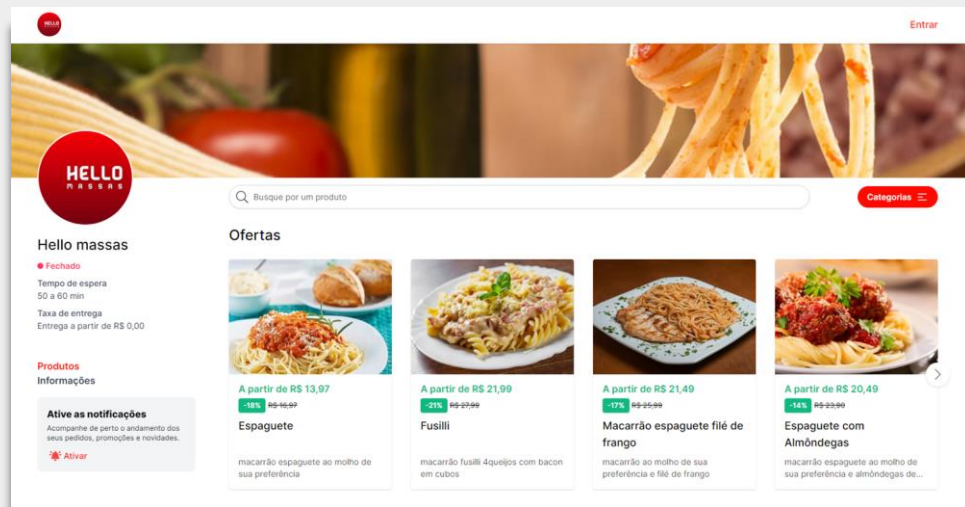 HELLO
Entrar
HELLO
MASSAS
Busque por um produto
Categorias
Hello massas
Fechado
Tempo de espera
50 a 60 min
Taxa de entrega
Entrega a partir de R$ 0,00
Produtos
Informações
Ative as notificações
Acompanhe de perto o andamento dos
seus pedidos, promoções e novidades.
Ativar
Ofertas
A partir de R$ 13,97
-18% R$ 16,97
Espaguete
macarrão espaguete ao molho de
sua preferência
A partir de R$ 21,99
-21% R$ 27,99
Fusilli
macarrão fusilli 4queijos com bacon
em cubos
A partir de R$ 21,49
-17% R$ 25,99
Macarrão espaguete filé de
frango
macarrão ao molho de sua
preferência e filé de frango
A partir de R$ 20,49
-14% R$ 23,90
Espaguete com
Almôndegas
macarrão espaguete ao molho de
sua preferência e almôndegas de...